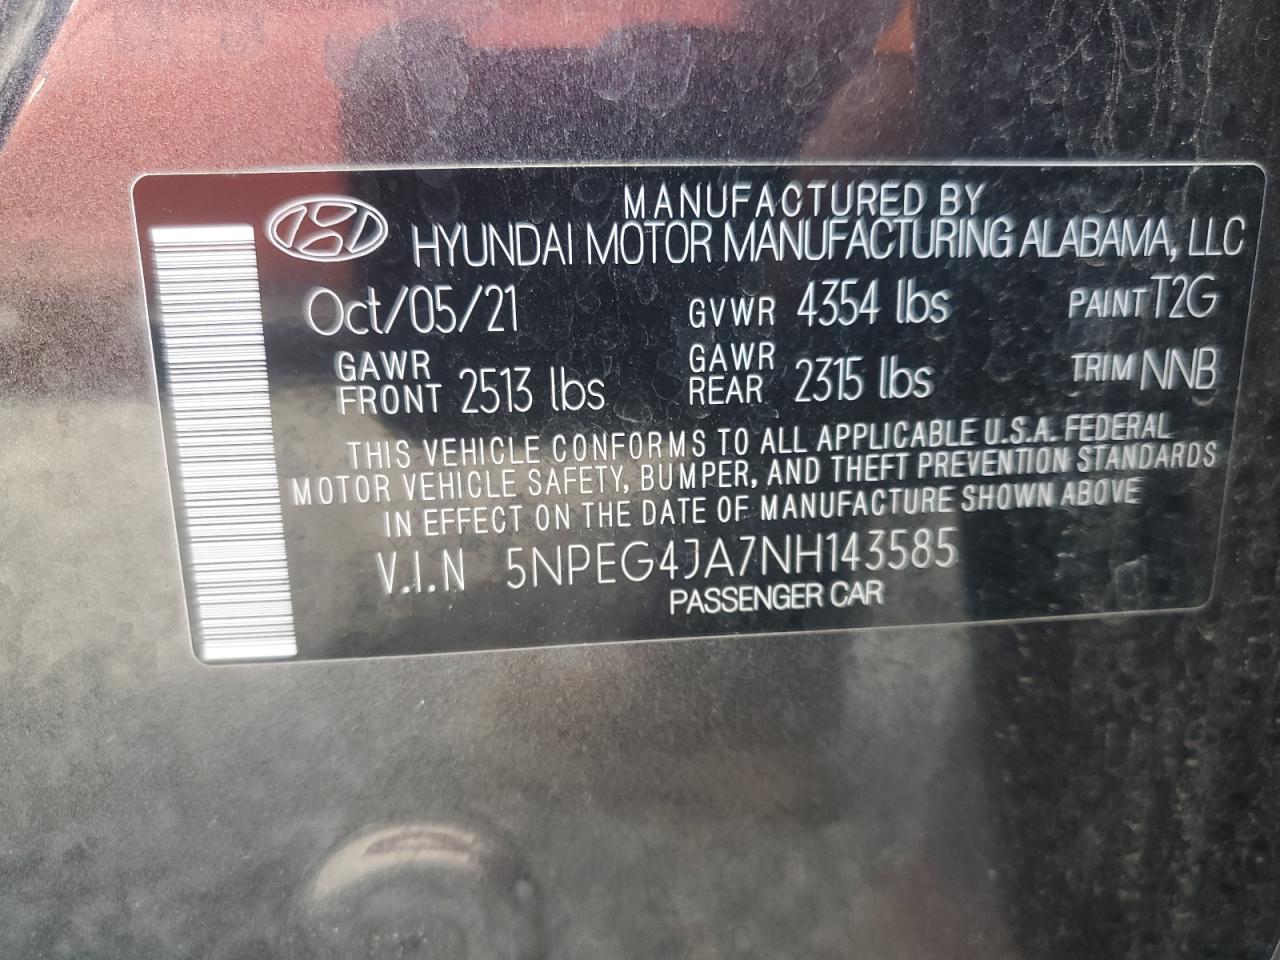 MANUFACTURED BY
HYUNDAI MOTOR MANUFACTURING ALABAMA, LLC
Oct/05/21 GVWR 4354 lbs PAINT T2G
GAWR FRONT 2513 lbs GAWR REAR 2315 lbs TRIM NNB
THIS VEHICLE CONFORMS TO ALL APPLICABLE U.S.A. FEDERAL
MOTOR VEHICLE SAFETY, BUMPER, AND THEFT PREVENTION STANDARDS
IN EFFECT ON THE DATE OF MANUFACTURE SHOWN ABOVE
V.I.N 5NPEG4JA7NH143585
PASSENGER CAR